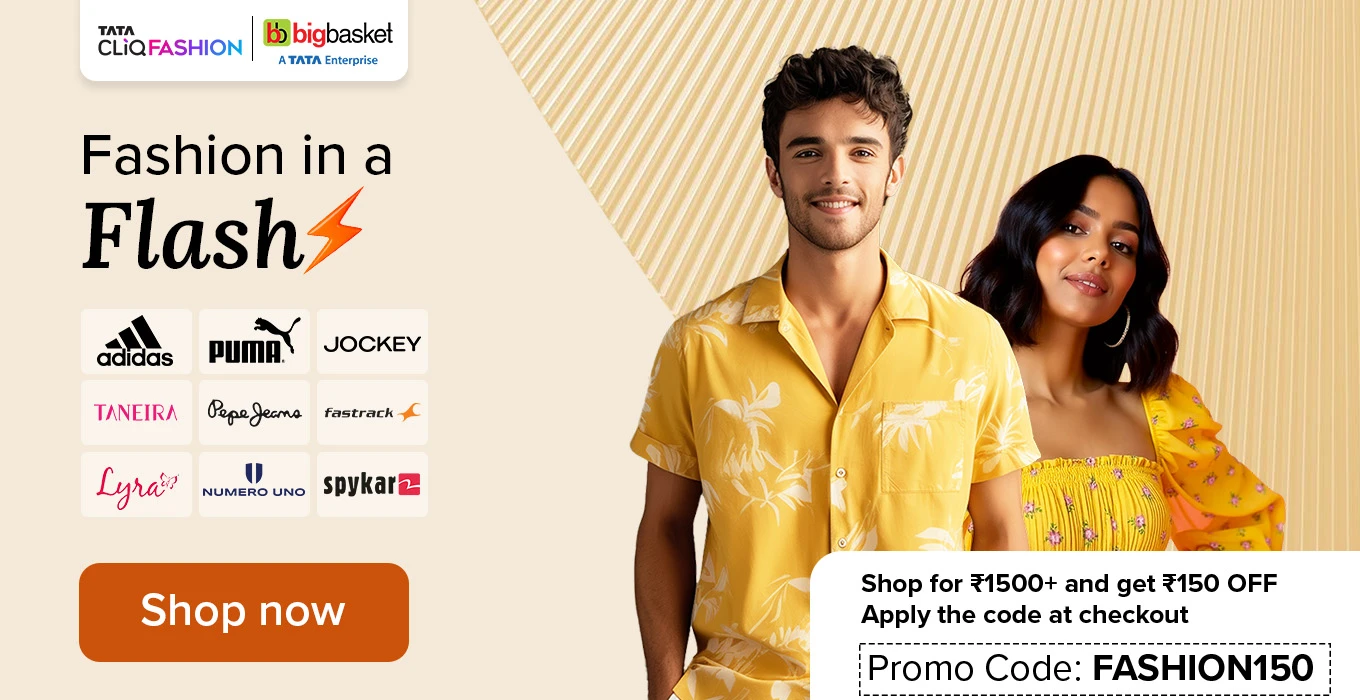 TATA
CLiQ FASHION
bb bigbasket
A TATA Enterprise
Fashion in a
Flash
adidas
PUMA
JOCKEY
TANEIRA
Pepe Jeans
fastrack
Lyra
NUMERO UNO
spykar
Shop now
Shop for ₹1500+ and get ₹150 OFF
Apply the code at checkout
Promo Code: FASHION150